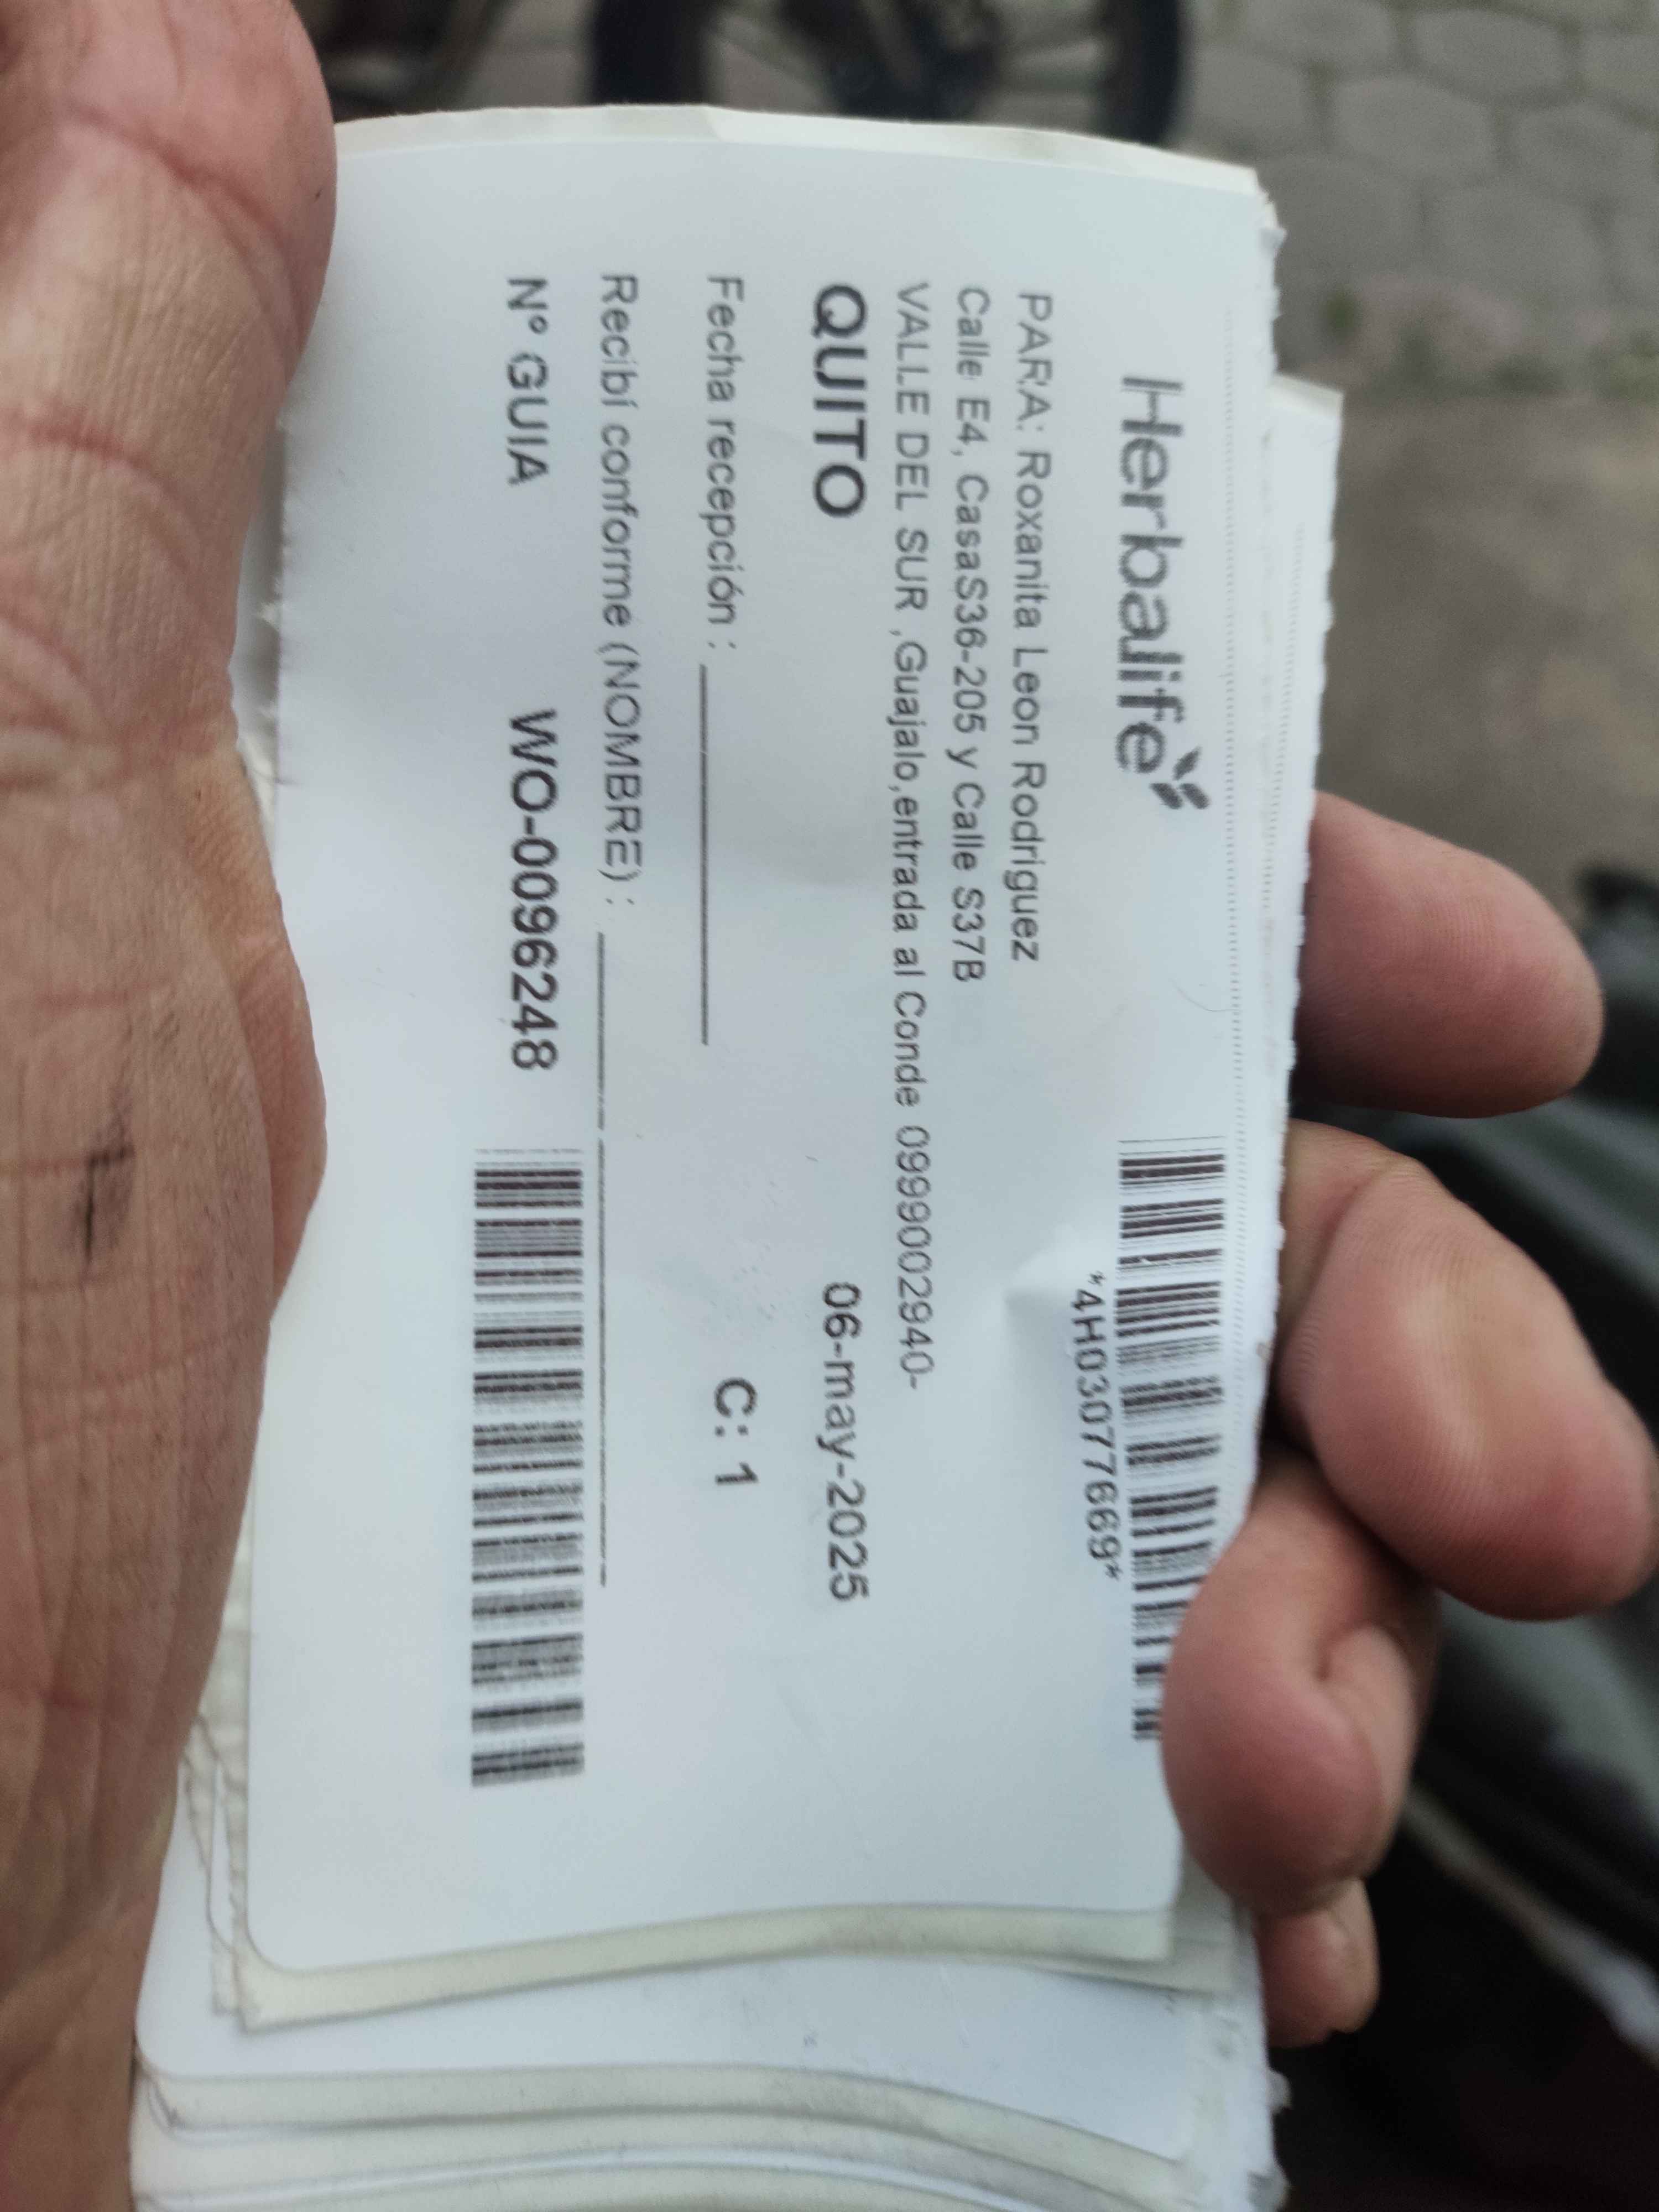 Herbalife
*4H03077669*
PARA: Roxanita Leon Rodriguez
Calle E4, CasaS36-205 y Calle S37B
VALLE DEL SUR ,Guajalo,entrada al Conde 0999002940-
QUITO 06-may-2025
Fecha recepción : C: 1
Recibí conforme (NOMBRE) :
Nº GUIA WO-0096248